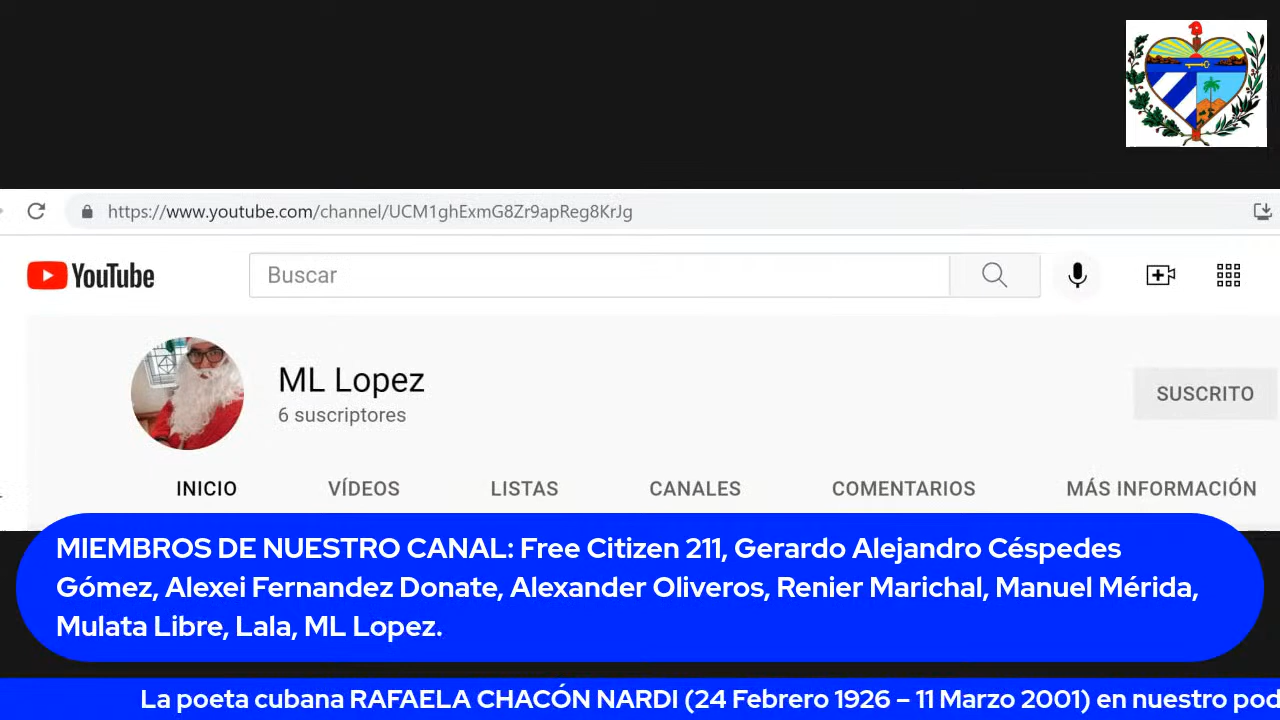 https://www.youtube.com/channel/UCM1ghExmG8Zr9apReg8KrJg
YouTube
Buscar
ML Lopez
6 suscriptores
SUSCRITO
INICIO VÍDEOS LISTAS CANALES COMENTARIOS MÁS INFORMACIÓN
MIEMBROS DE NUESTRO CANAL: Free Citizen 211, Gerardo Alejandro Céspedes
Gómez, Alexei Fernandez Donate, Alexander Oliveros, Renier Marichal, Manuel Mérida,
Mulata Libre, Lala, ML Lopez.
La poeta cubana RAFAELA CHACÓN NARDI (24 Febrero 1926 – 11 Marzo 2001) en nuestro pod